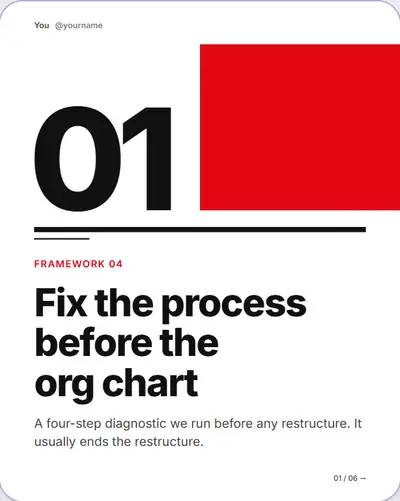 You @yourname
01
FRAMEWORK 04
Fix the process
before the
org chart
A four-step diagnostic we run before any restructure. It
usually ends the restructure.
01 / 06 →